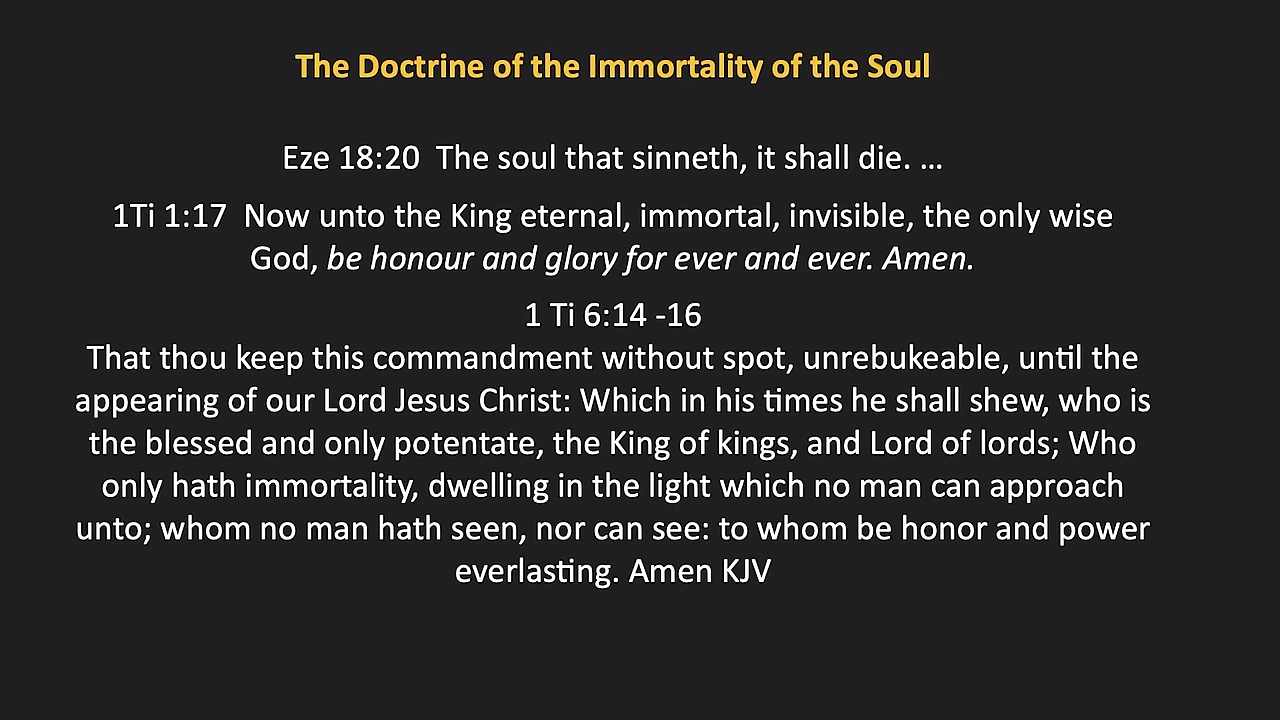 The Doctrine of the Immortality of the Soul
Eze 18:20  The soul that sinneth, it shall die. ...
1Ti 1:17  Now unto the King eternal, immortal, invisible, the only wise
God, be honour and glory for ever and ever. Amen.
1 Ti 6:14 -16
That thou keep this commandment without spot, unrebukeable, until the
appearing of our Lord Jesus Christ: Which in his times he shall shew, who is
the blessed and only potentate, the King of kings, and Lord of lords; Who
only hath immortality, dwelling in the light which no man can approach
unto; whom no man hath seen, nor can see: to whom be honor and power
everlasting. Amen KJV